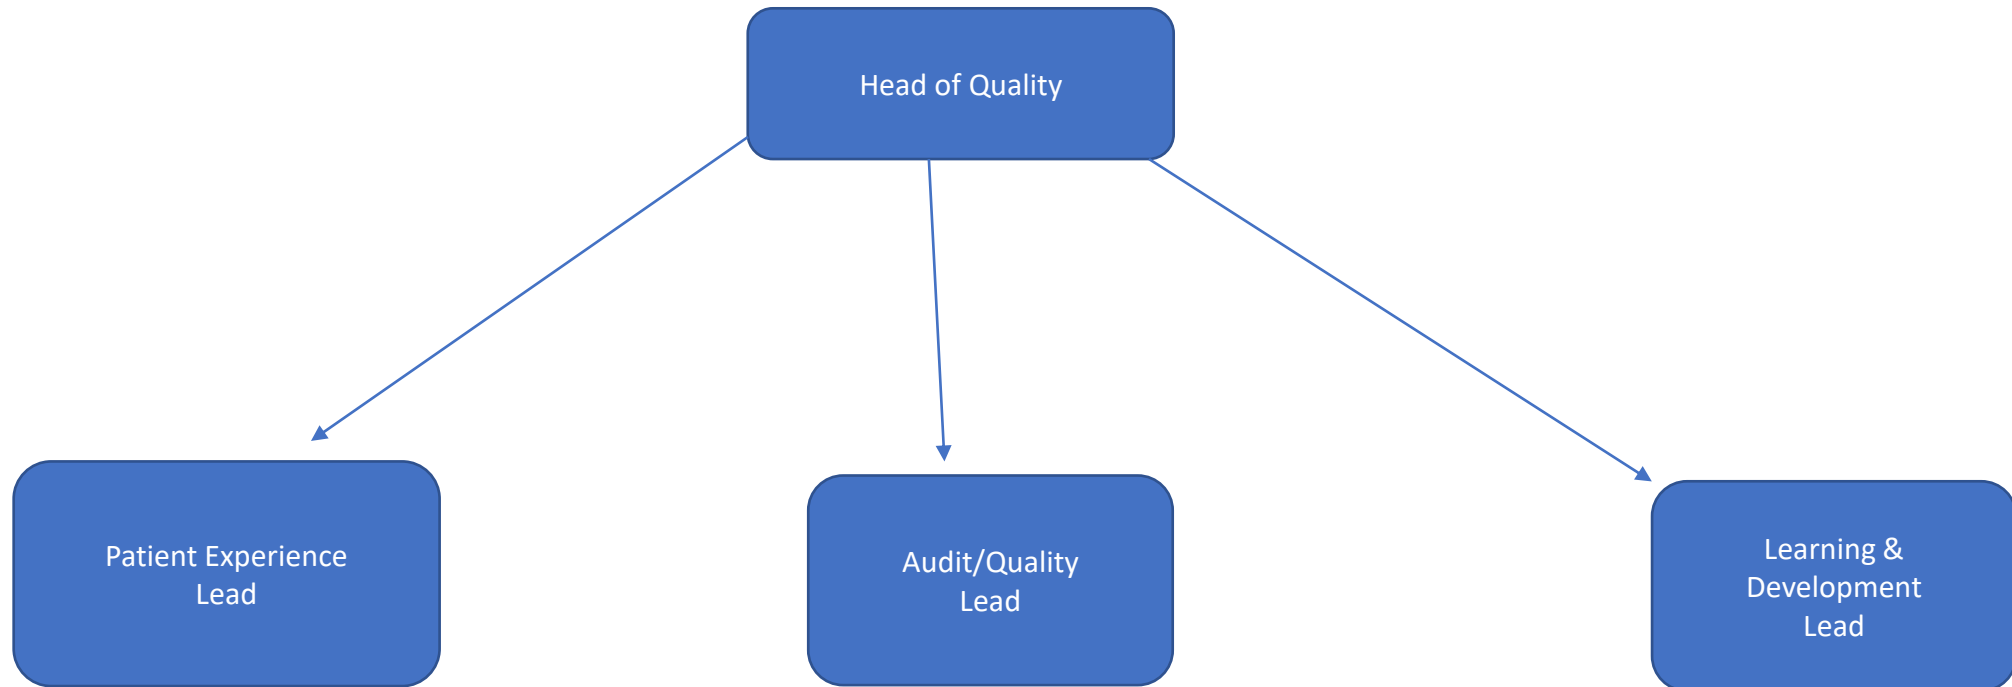 Head of Quality
Patient Experience
Lead
Audit/Quality
Lead
Learning &
Development
Lead